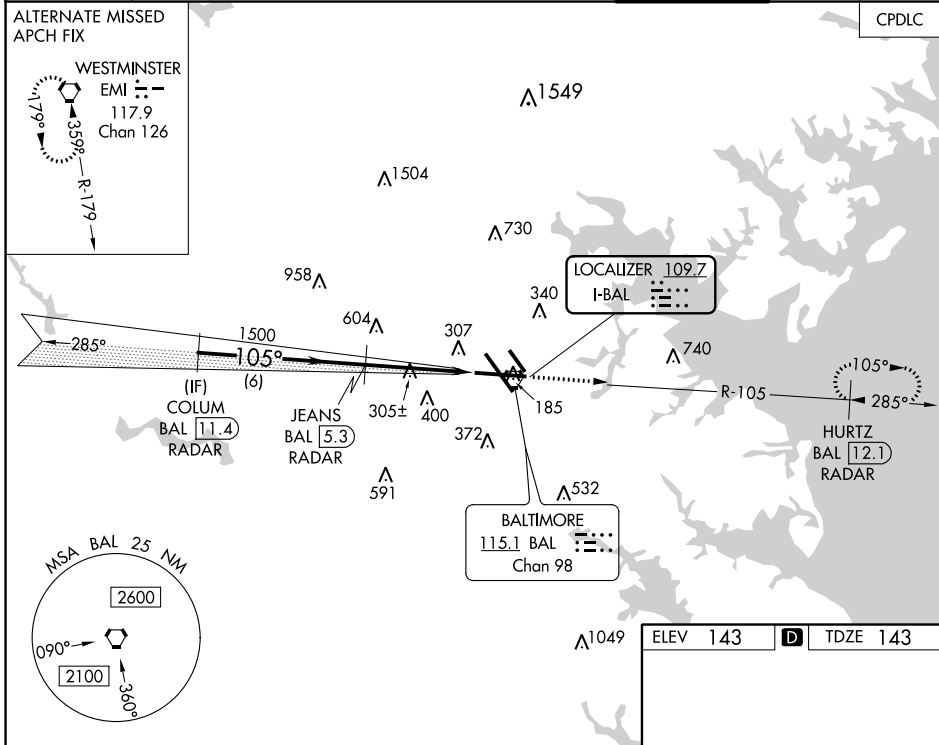 ALTERNATE MISSED
APCH FIX
WESTMINSTER
EMI
117.9
Chan 126
179°
359°
R-179
CPDLC
1549
1504
730
958
LOCALIZER 109.7
I-BAL
340
604
307
740
1500
285°
105°
(6)
105°
285°
R-105
(IF)
COLUM
BAL 11.4
RADAR
JEANS
BAL 5.3
RADAR
305±
400
185
372
HURTZ
BAL 12.1
RADAR
591
532
BALTIMORE
115.1 BAL
Chan 98
MSA BAL 25 NM
2600
090°
2100
360°
1049
ELEV 143 D TDZE 143